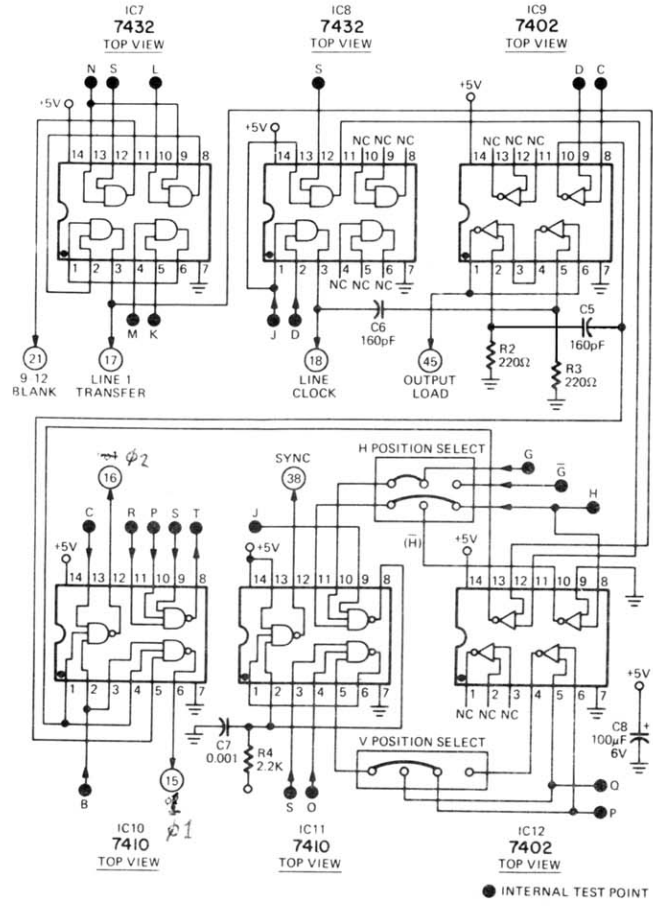 IC7
7432
TOP VIEW
IC8
7432
TOP VIEW
IC9
7402
TOP VIEW
N S L
S
D C
+5V
+5V
+5V
14 13 12 11 10 9 8
NC NC NC
14 13 12 11 10 9 8
NC NC NC
14 13 12 11 10 9 8
1 2 3 4 5 6 7
1 2 3 4 5 6 7
NC NC NC
1 2 3 4 5 6 7
M K
J D
C6
160pF
C5
160pF
R2
220Ω
R3
220Ω
21
9 12
BLANK
17
LINE 1
TRANSFER
18
LINE
CLOCK
45
OUTPUT
LOAD
16
ϕ2
SYNC
38
H POSITION SELECT
G
G̅
H
(H̅)
C R P S T
J
+5V
+5V
+5V
14 13 12 11 10 9 8
14 13 12 11 10 9 8
14 13 12 11 10 9 8
1 2 3 4 5 6 7
1 2 3 4 5 6 7
1 2 3 4 5 6 7
NC NC NC
+5V
C8
100µF
6V
+
C7
0.001
R4
2.2K
V POSITION SELECT
B
15
ϕ1
S O
Q
P
IC10
7410
TOP VIEW
IC11
7410
TOP VIEW
IC12
7402
TOP VIEW
INTERNAL TEST POINT